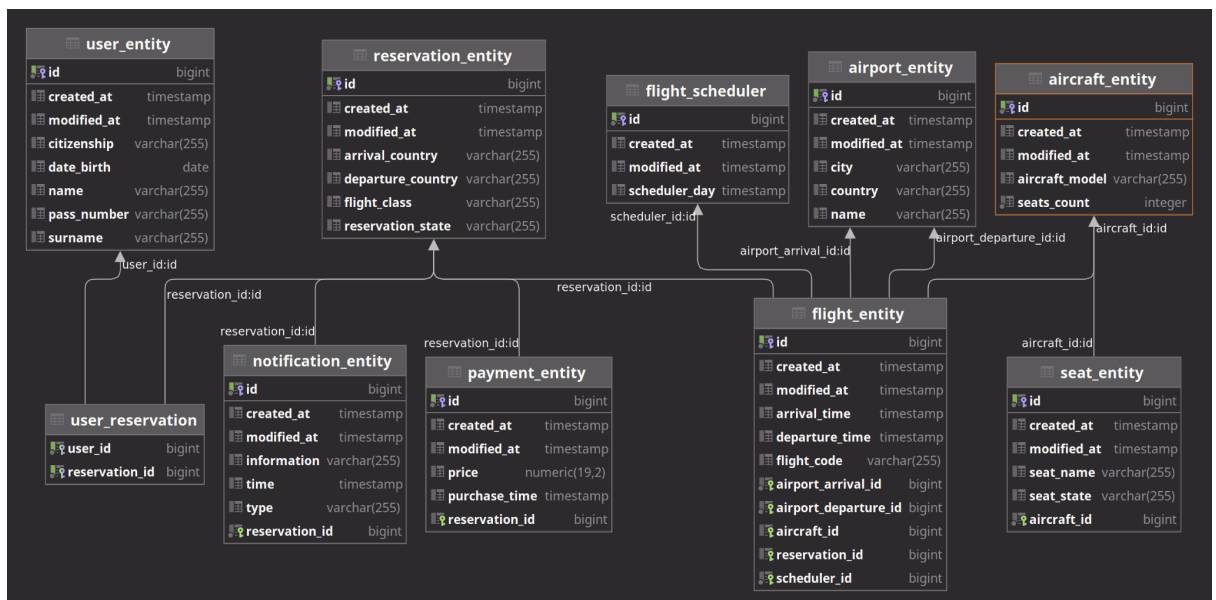 user_entity
id bigint
created_at timestamp
modified_at timestamp
citizenship varchar(255)
date_birth date
name varchar(255)
pass_number varchar(255)
surname varchar(255)
reservation_entity
id bigint
created_at timestamp
modified_at timestamp
arrival_country varchar(255)
departure_country varchar(255)
flight_class varchar(255)
reservation_state varchar(255)
flight_scheduler
id bigint
created_at timestamp
modified_at timestamp
scheduler_day timestamp
airport_entity
id bigint
created_at timestamp
modified_at timestamp
city varchar(255)
country varchar(255)
name varchar(255)
aircraft_entity
id bigint
created_at timestamp
modified_at timestamp
aircraft_model varchar(255)
seats_count integer
user_id:id
reservation_id:id
reservation_id:id
reservation_id:id
reservation_id:id
scheduler_id:id
airport_arrival_id:id
airport_departure_id:id
aircraft_id:id
aircraft_id:id
user_reservation
user_id bigint
reservation_id bigint
notification_entity
id bigint
created_at timestamp
modified_at timestamp
information varchar(255)
time timestamp
type varchar(255)
reservation_id bigint
payment_entity
id bigint
created_at timestamp
modified_at timestamp
price numeric(19,2)
purchase_time timestamp
reservation_id bigint
flight_entity
id bigint
created_at timestamp
modified_at timestamp
arrival_time timestamp
departure_time timestamp
flight_code varchar(255)
airport_arrival_id bigint
airport_departure_id bigint
aircraft_id bigint
reservation_id bigint
scheduler_id bigint
seat_entity
id bigint
created_at timestamp
modified_at timestamp
seat_name varchar(255)
seat_state varchar(255)
aircraft_id bigint